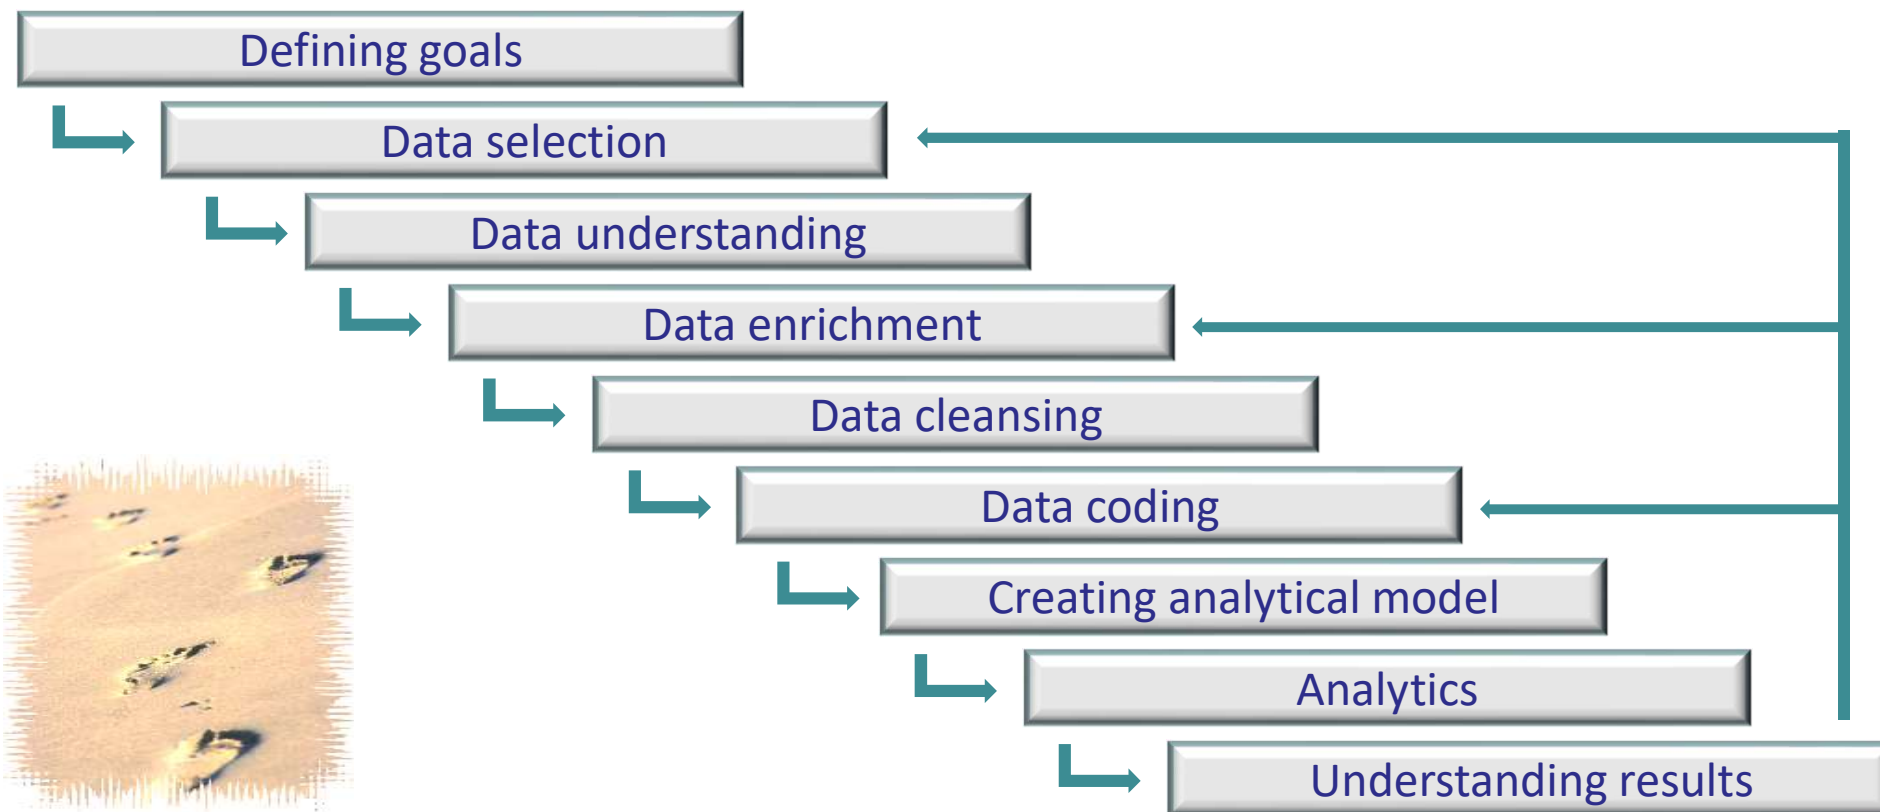 Defining goals
Data selection
Data understanding
Data enrichment
Data cleansing
Data coding
Creating analytical model
Analytics
Understanding results